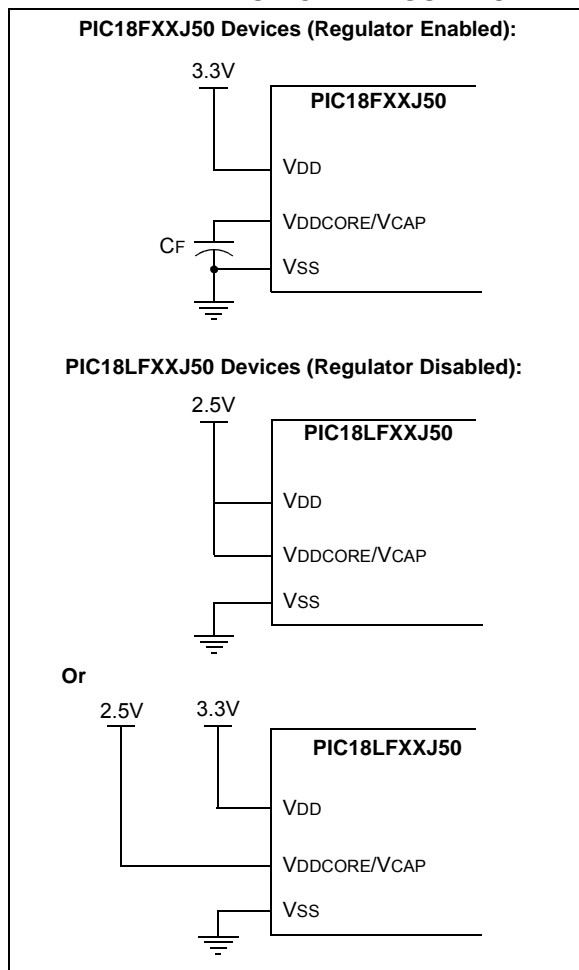 PIC18FXXJ50 Devices (Regulator Enabled):
3.3V
PIC18FXXJ50
VDD
VDDCORE/VCAP
CF
VSS
PIC18LFXXJ50 Devices (Regulator Disabled):
2.5V
PIC18LFXXJ50
VDD
VDDCORE/VCAP
VSS
Or
2.5V 3.3V
PIC18LFXXJ50
VDD
VDDCORE/VCAP
VSS